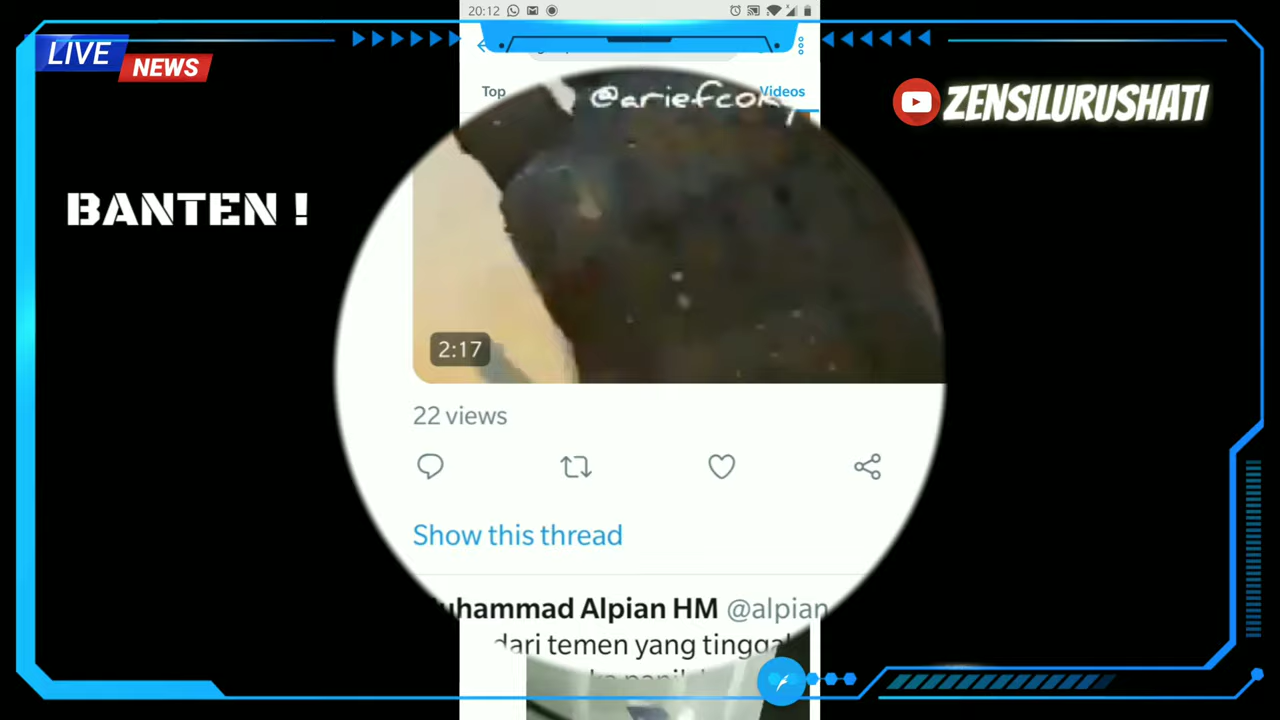 20:12
LIVE
NEWS
Top
Videos
@ariefcok
ZENSILURUSHATI
BANTEN !
2:17
22 views
Show this thread
uhammad Alpian HM @alpian
dari temen yang tinggal